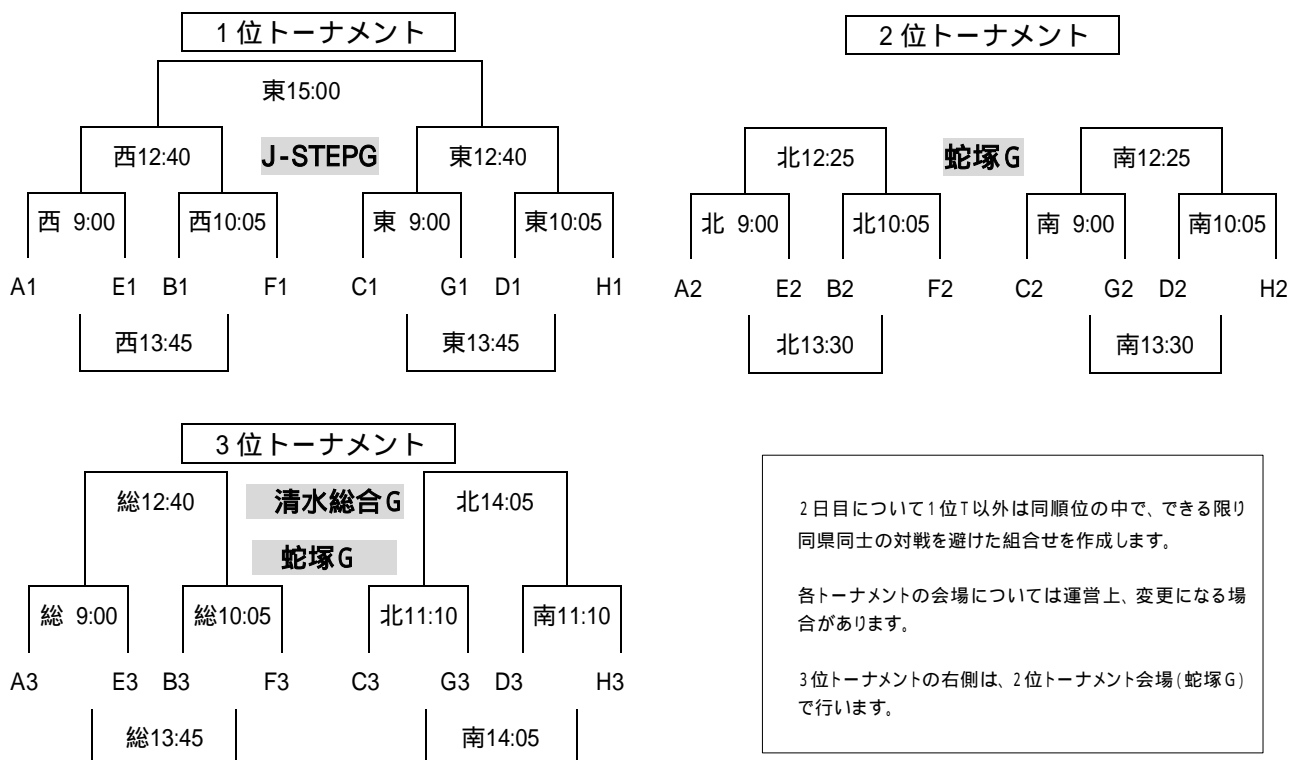 1位トーナメント
東15:00
西12:40 J-STEPG 東12:40
西 9:00 西10:05 東 9:00 東10:05
A1 E1 B1 F1 C1 G1 D1 H1
西13:45 東13:45
2位トーナメント
北12:25 蛇塚G 南12:25
北 9:00 北10:05 南 9:00 南10:05
A2 E2 B2 F2 C2 G2 D2 H2
北13:30 南13:30
3位トーナメント
総12:40 清水総合G 北14:05
蛇塚G
総 9:00 総10:05 北11:10 南11:10
A3 E3 B3 F3 C3 G3 D3 H3
総13:45 南14:05
2日目について1位T以外は同順位の中で、できる限り
同県同士の対戦を避けた組合せを作成します。
各トーナメントの会場については運営上、変更になる場
合があります。
3位トーナメントの右側は、2位トーナメント会場(蛇塚G)
で行います。